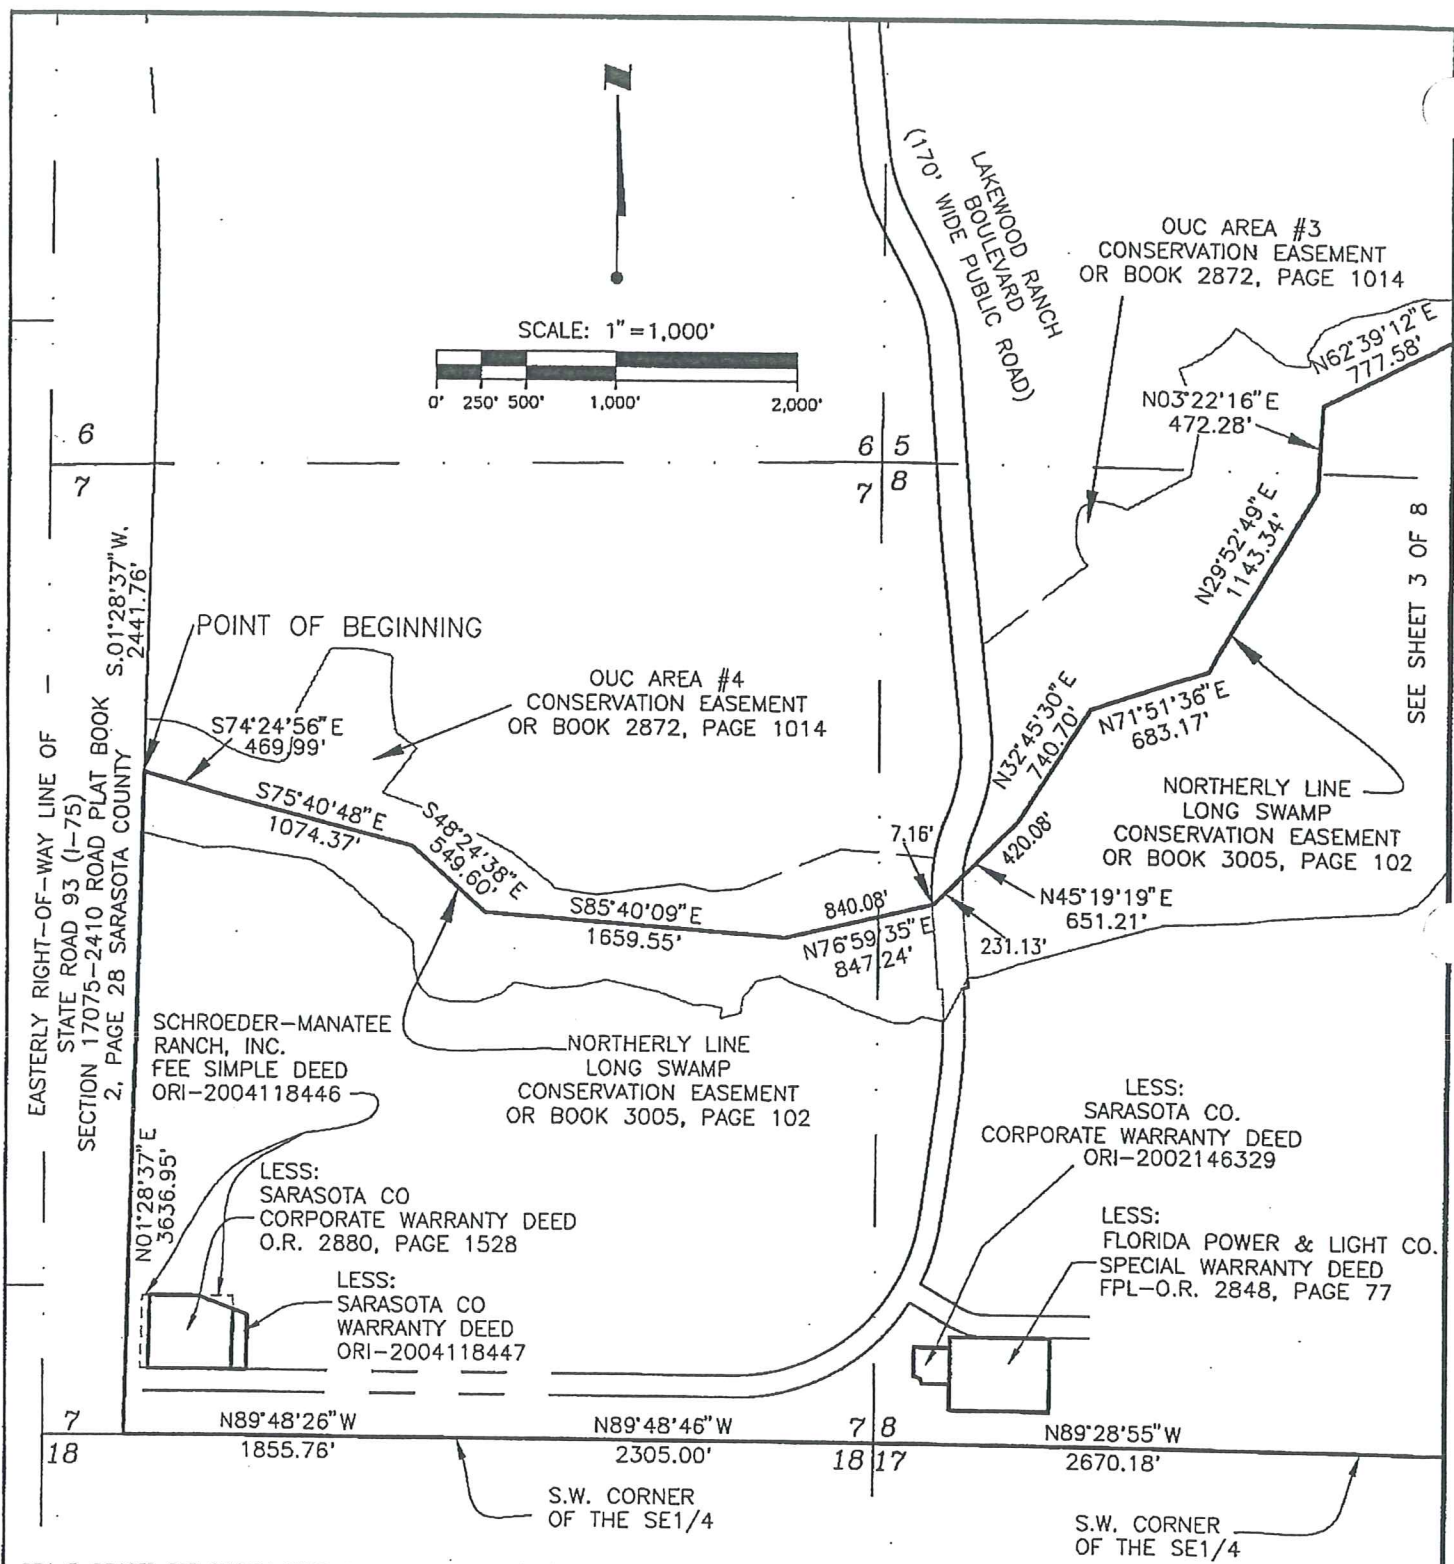 N
SCALE: 1"=1,000'
0' 250' 500' 1,000' 2,000'
LAKEWOOD RANCH
BOULEVARD
(170' WIDE PUBLIC ROAD)
OUC AREA #3
CONSERVATION EASEMENT
OR BOOK 2872, PAGE 1014
N62°39'12"E
777.58'
N03°22'16"E
472.28'
6
7
6 5
7 8
N29°52'49"E
1143.34'
SEE SHEET 3 OF 8
S.01°28'37"W.
2441.76'
POINT OF BEGINNING
OUC AREA #4
CONSERVATION EASEMENT
OR BOOK 2872, PAGE 1014
EASTERLY RIGHT-OF-WAY LINE OF
STATE ROAD 93 (I-75)
SECTION 17075-2410 ROAD PLAT BOOK
2, PAGE 28 SARASOTA COUNTY
S74°24'56"E
469.99'
S75°40'48"E
1074.37'
S48°24'38"E
549.60'
S85°40'09"E
1659.55'
840.08'
N76°59'35"E
847.24'
7.16'
231.13'
420.08'
N45°19'19"E
651.21'
N32°45'30"E
740.70'
N71°51'36"E
683.17'
NORTHERLY LINE
LONG SWAMP
CONSERVATION EASEMENT
OR BOOK 3005, PAGE 102
SCHROEDER-MANATEE
RANCH, INC.
FEE SIMPLE DEED
ORI-2004118446
NORTHERLY LINE
LONG SWAMP
CONSERVATION EASEMENT
OR BOOK 3005, PAGE 102
LESS:
SARASOTA CO.
CORPORATE WARRANTY DEED
ORI-2002146329
N01°28'37"E
3636.95'
LESS:
SARASOTA CO
CORPORATE WARRANTY DEED
O.R. 2880, PAGE 1528
LESS:
FLORIDA POWER & LIGHT CO.
SPECIAL WARRANTY DEED
FPL-O.R. 2848, PAGE 77
LESS:
SARASOTA CO
WARRANTY DEED
ORI-2004118447
7
18
N89°48'26"W
1855.76'
N89°48'46"W
2305.00'
7 8
18 17
N89°28'55"W
2670.18'
S.W. CORNER
OF THE SE1/4
S.W. CORNER
OF THE SE1/4